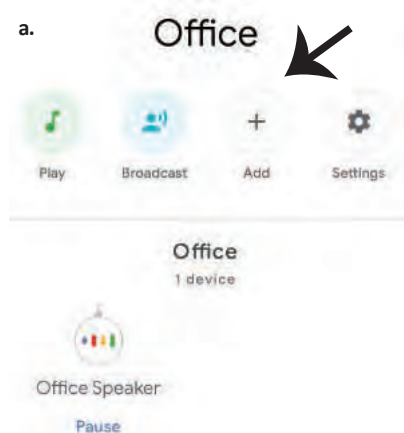 a.
Office
Play Broadcast Add Settings
Office
1 device
Office Speaker
Pause